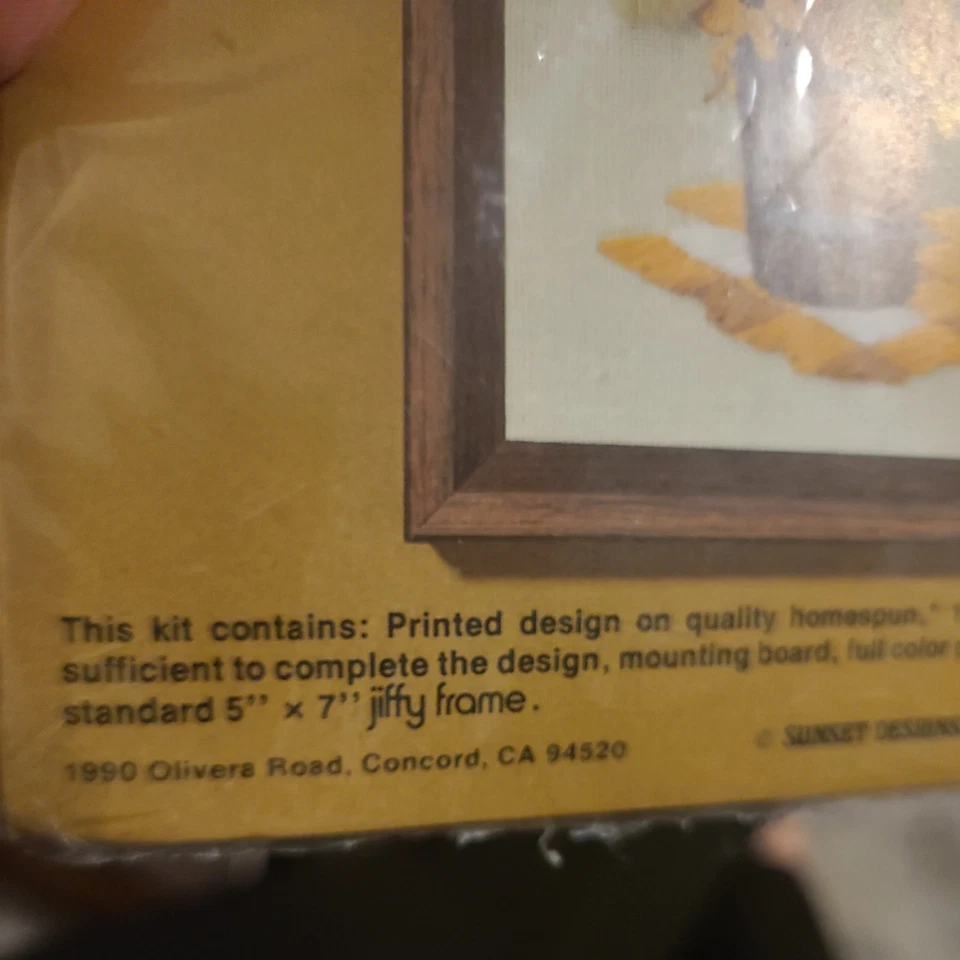 This kit contains: Printed design on quality homespun,*
sufficient to complete the design, mounting board, full color
standard 5'' x 7'' jiffy frame.
© SUNSET DESIGNS
1990 Olivera Road, Concord, CA 94520